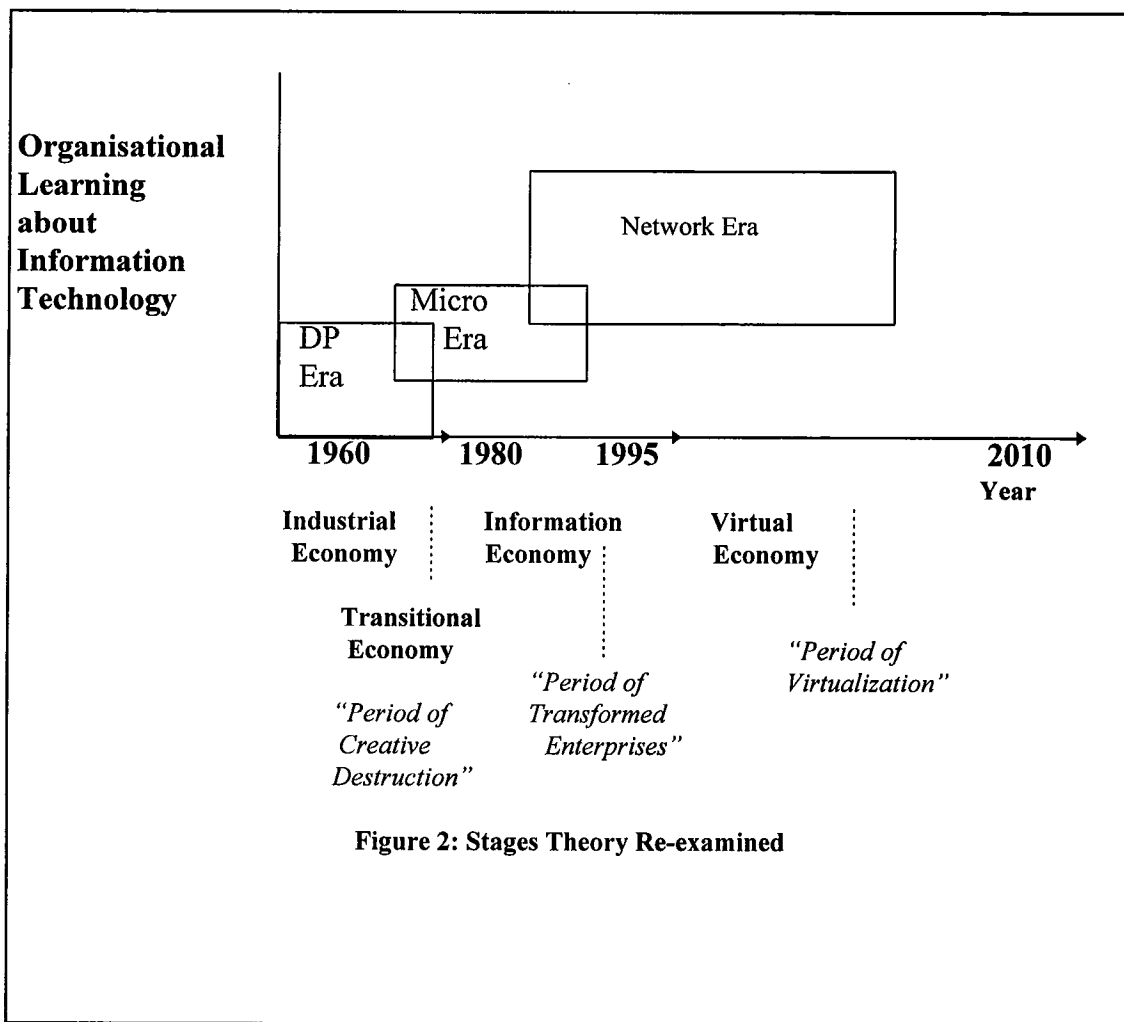 Organisational
Learning
about
Information
Technology
Network Era
Micro
Era
DP
Era
1960 1980 1995 2010
Year
Industrial
Economy
Information
Economy
Virtual
Economy
Transitional
Economy
“Period of
Creative
Destruction”
“Period of
Transformed
Enterprises”
“Period of
Virtualization”
Figure 2: Stages Theory Re-examined